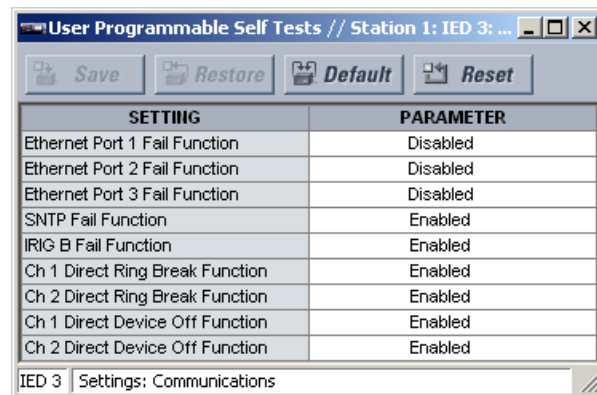 User Programmable Self Tests // Station 1: IED 3: ...
Save Restore Default Reset
SETTING PARAMETER
Ethernet Port 1 Fail Function Disabled
Ethernet Port 2 Fail Function Disabled
Ethernet Port 3 Fail Function Disabled
SNTP Fail Function Enabled
IRIG B Fail Function Enabled
Ch 1 Direct Ring Break Function Enabled
Ch 2 Direct Ring Break Function Enabled
Ch 1 Direct Device Off Function Enabled
Ch 2 Direct Device Off Function Enabled
IED 3 Settings: Communications